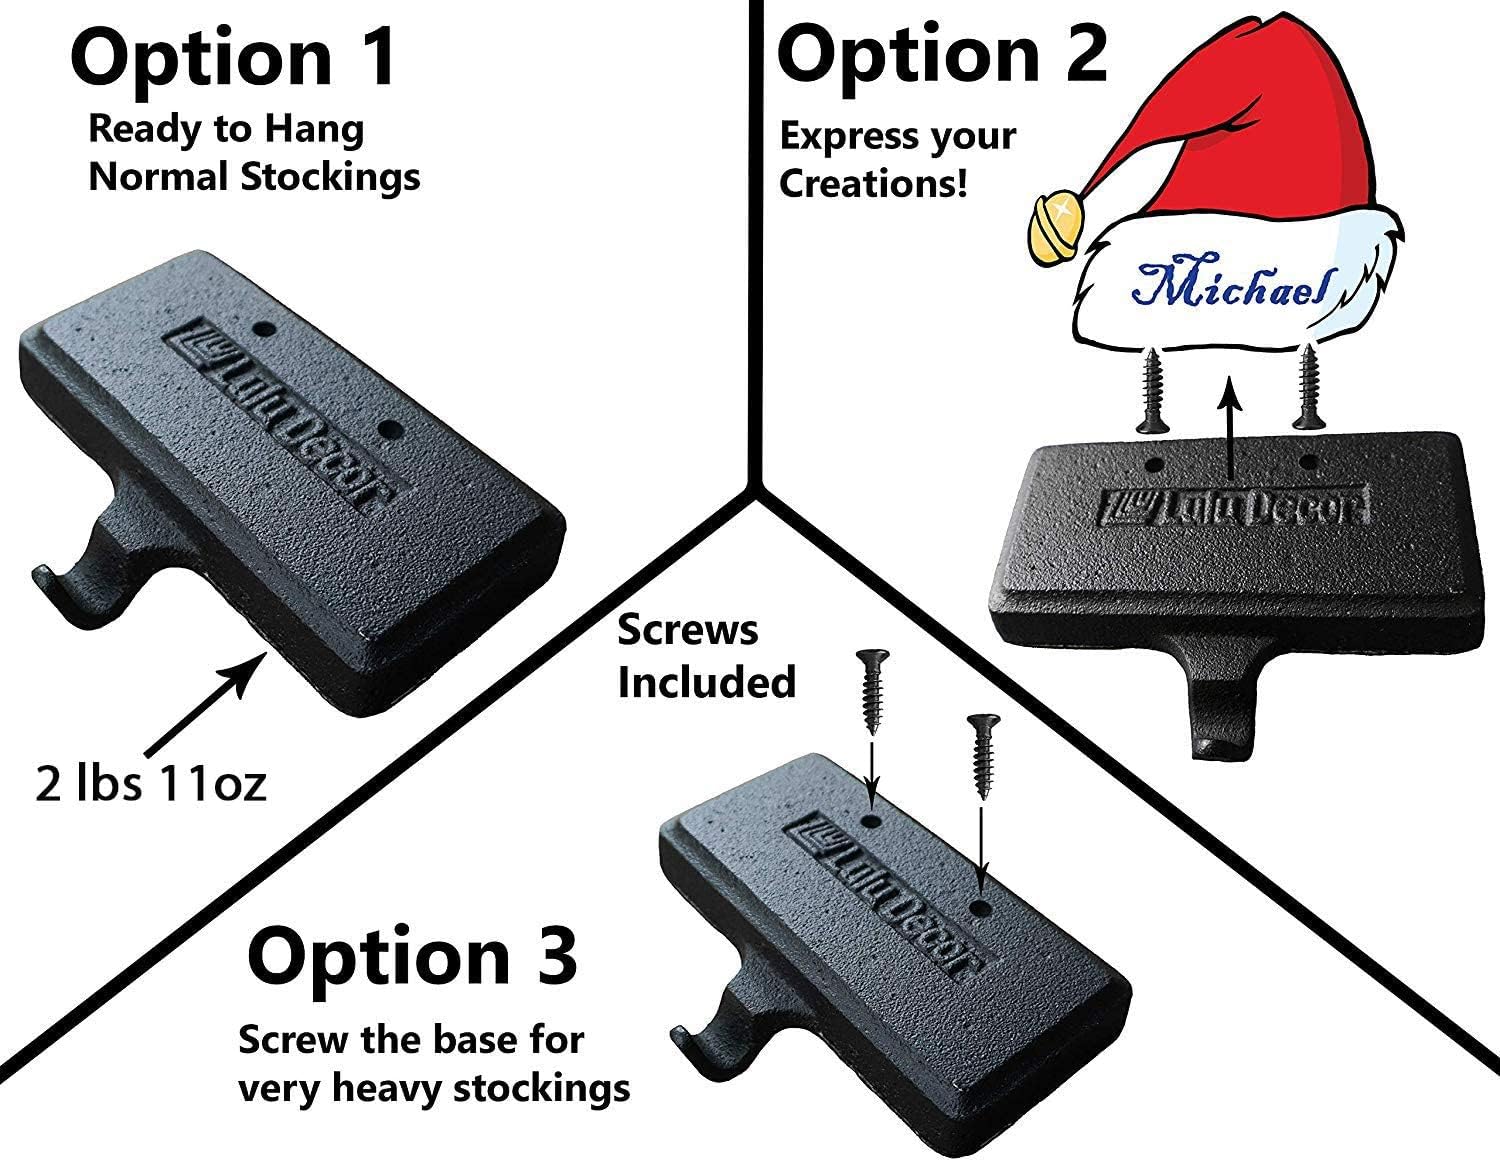 Option 1
Ready to Hang
Normal Stockings
Lulu Decor
2 lbs 11oz
Option 2
Express your
Creations!
Michael
Lulu Decor
Screws
Included
Lulu Decor
Option 3
Screw the base for
very heavy stockings